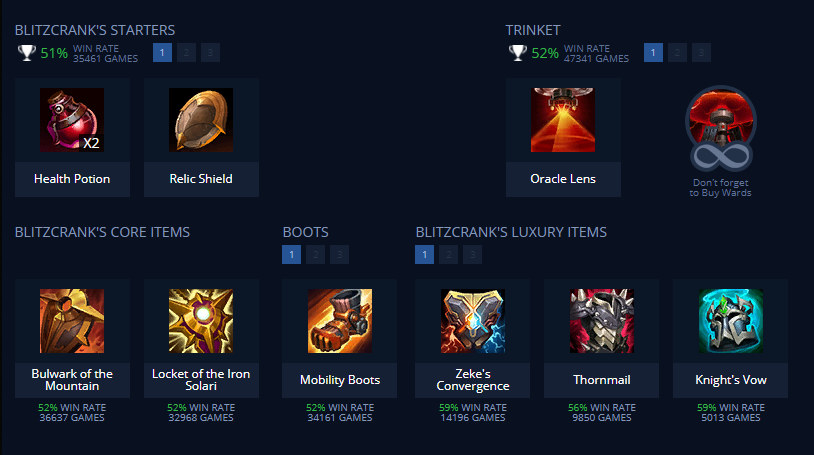 BLITZCRANK'S STARTERS
51% WIN RATE
35461 GAMES
1 2 3
TRINKET
52% WIN RATE
47341 GAMES
1 2 3
X2
Health Potion
Relic Shield
Oracle Lens
Don't forget
to Buy Wards
BLITZCRANK'S CORE ITEMS
BOOTS
1 2 3
BLITZCRANK'S LUXURY ITEMS
1 2 3
Bulwark of the
Mountain
52% WIN RATE
36637 GAMES
Locket of the Iron
Solari
52% WIN RATE
32968 GAMES
Mobility Boots
52% WIN RATE
34161 GAMES
Zeke's
Convergence
59% WIN RATE
14196 GAMES
Thornmail
56% WIN RATE
9850 GAMES
Knight's Vow
59% WIN RATE
5013 GAMES